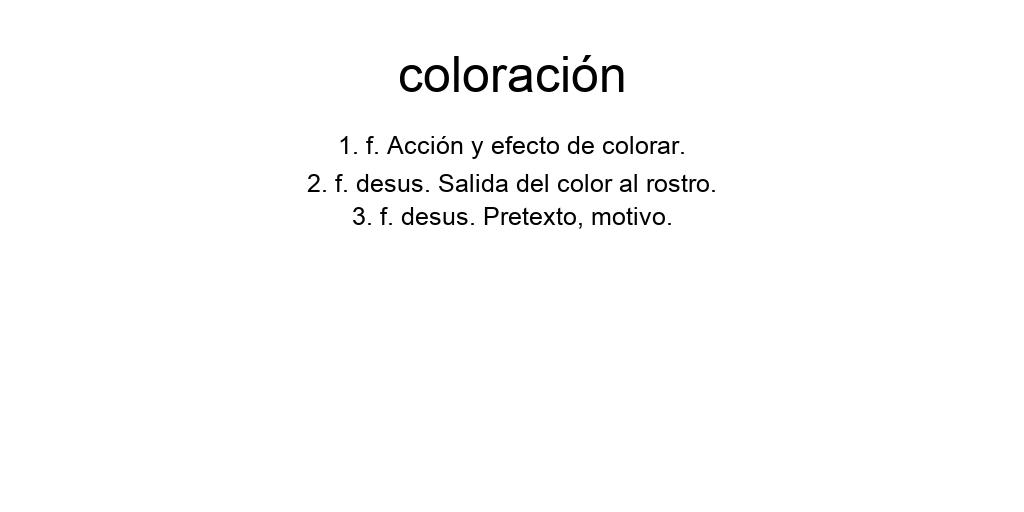 coloración
1. f. Acción y efecto de colorar.
2. f. desus. Salida del color al rostro.
3. f. desus. Pretexto, motivo.